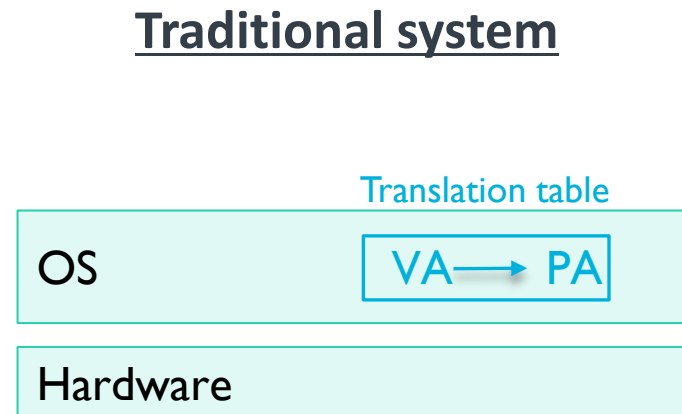 Traditional system
Translation table
OS
VA PA
Hardware